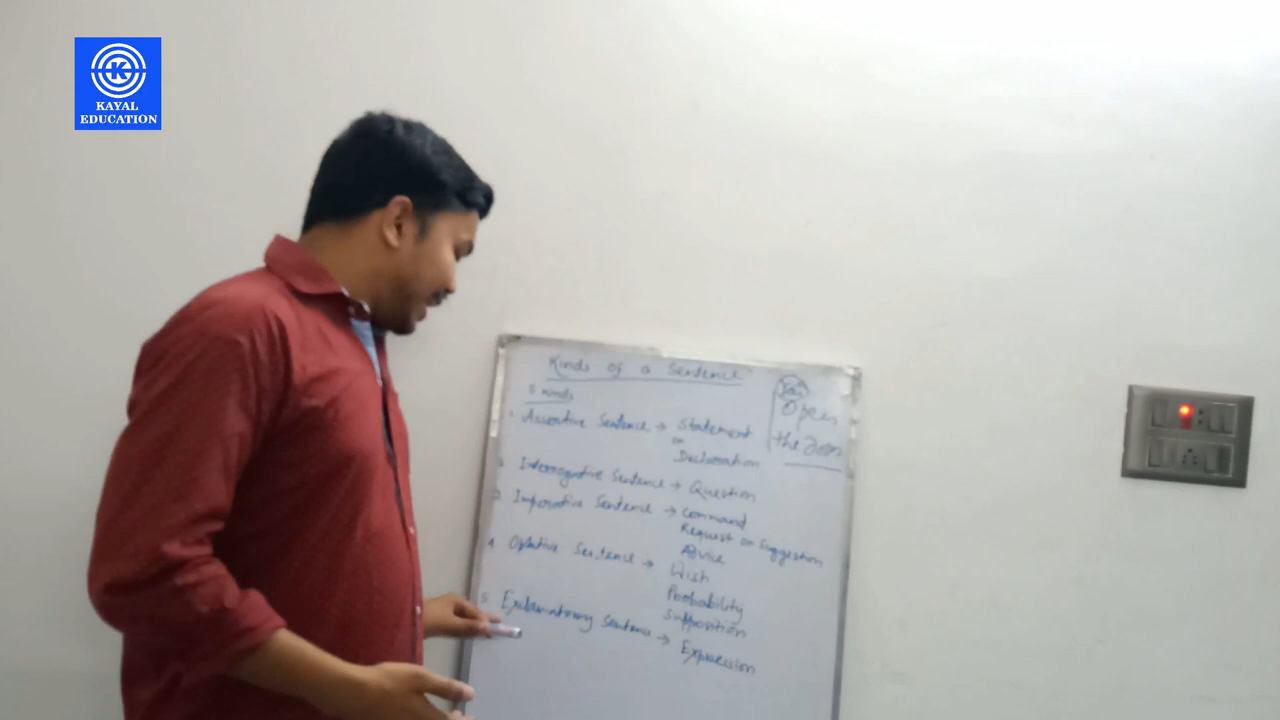 KAYAL
EDUCATION
Kinds of a Sentence
5 kinds
1. Assertive Sentence → Statement
or
Declaration
2. Interrogative Sentence → Question
3. Imperative Sentence → Command
Request or Suggestion
Advice
4. Optative Sentence → Wish
Probability
Supposition
5. Exclamatory Sentence → Expression
Open
the door